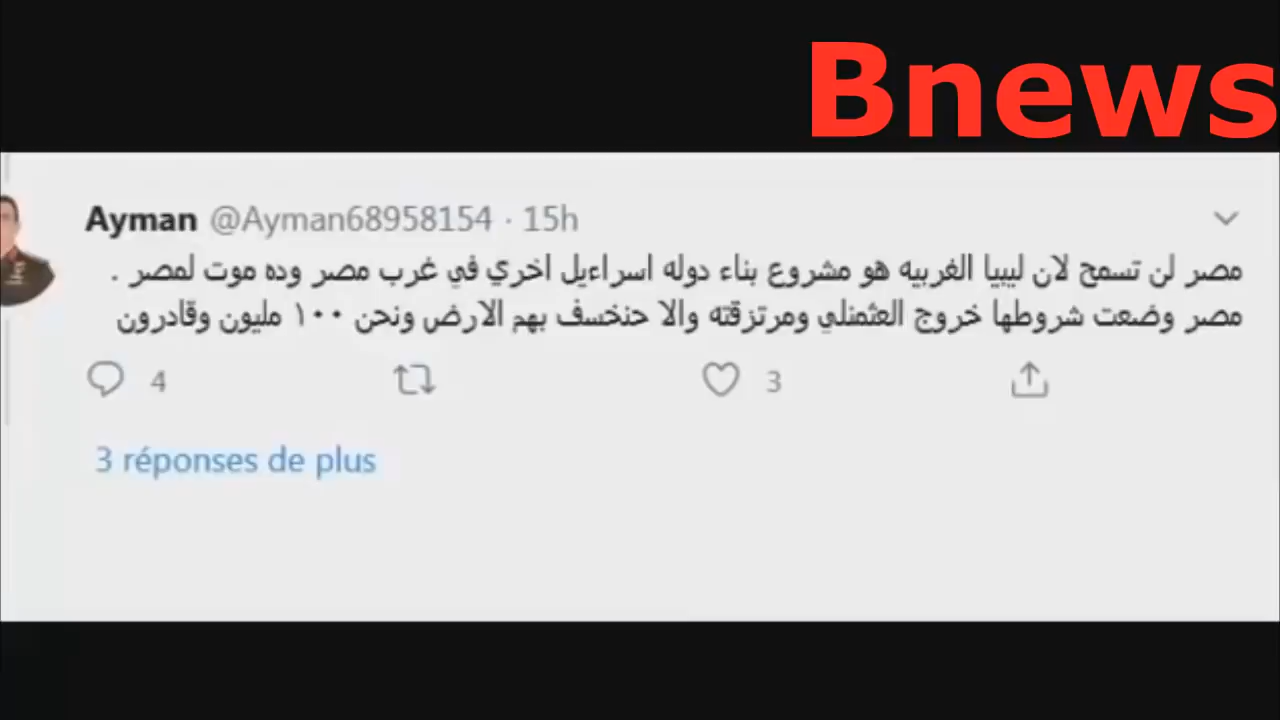 Bnews
Ayman @Ayman68958154 · 15h
مصر لن تسمح لان ليبيا الغربيه هو مشروع بناء دوله اسراءيل اخري في غرب مصر وده موت لمصر .
مصر وضعت شروطها خروج العثمنلي ومرتزقته والا حنخسف بهم الارض ونحن ١٠٠ مليون وقادرون
4 3
3 réponses de plus